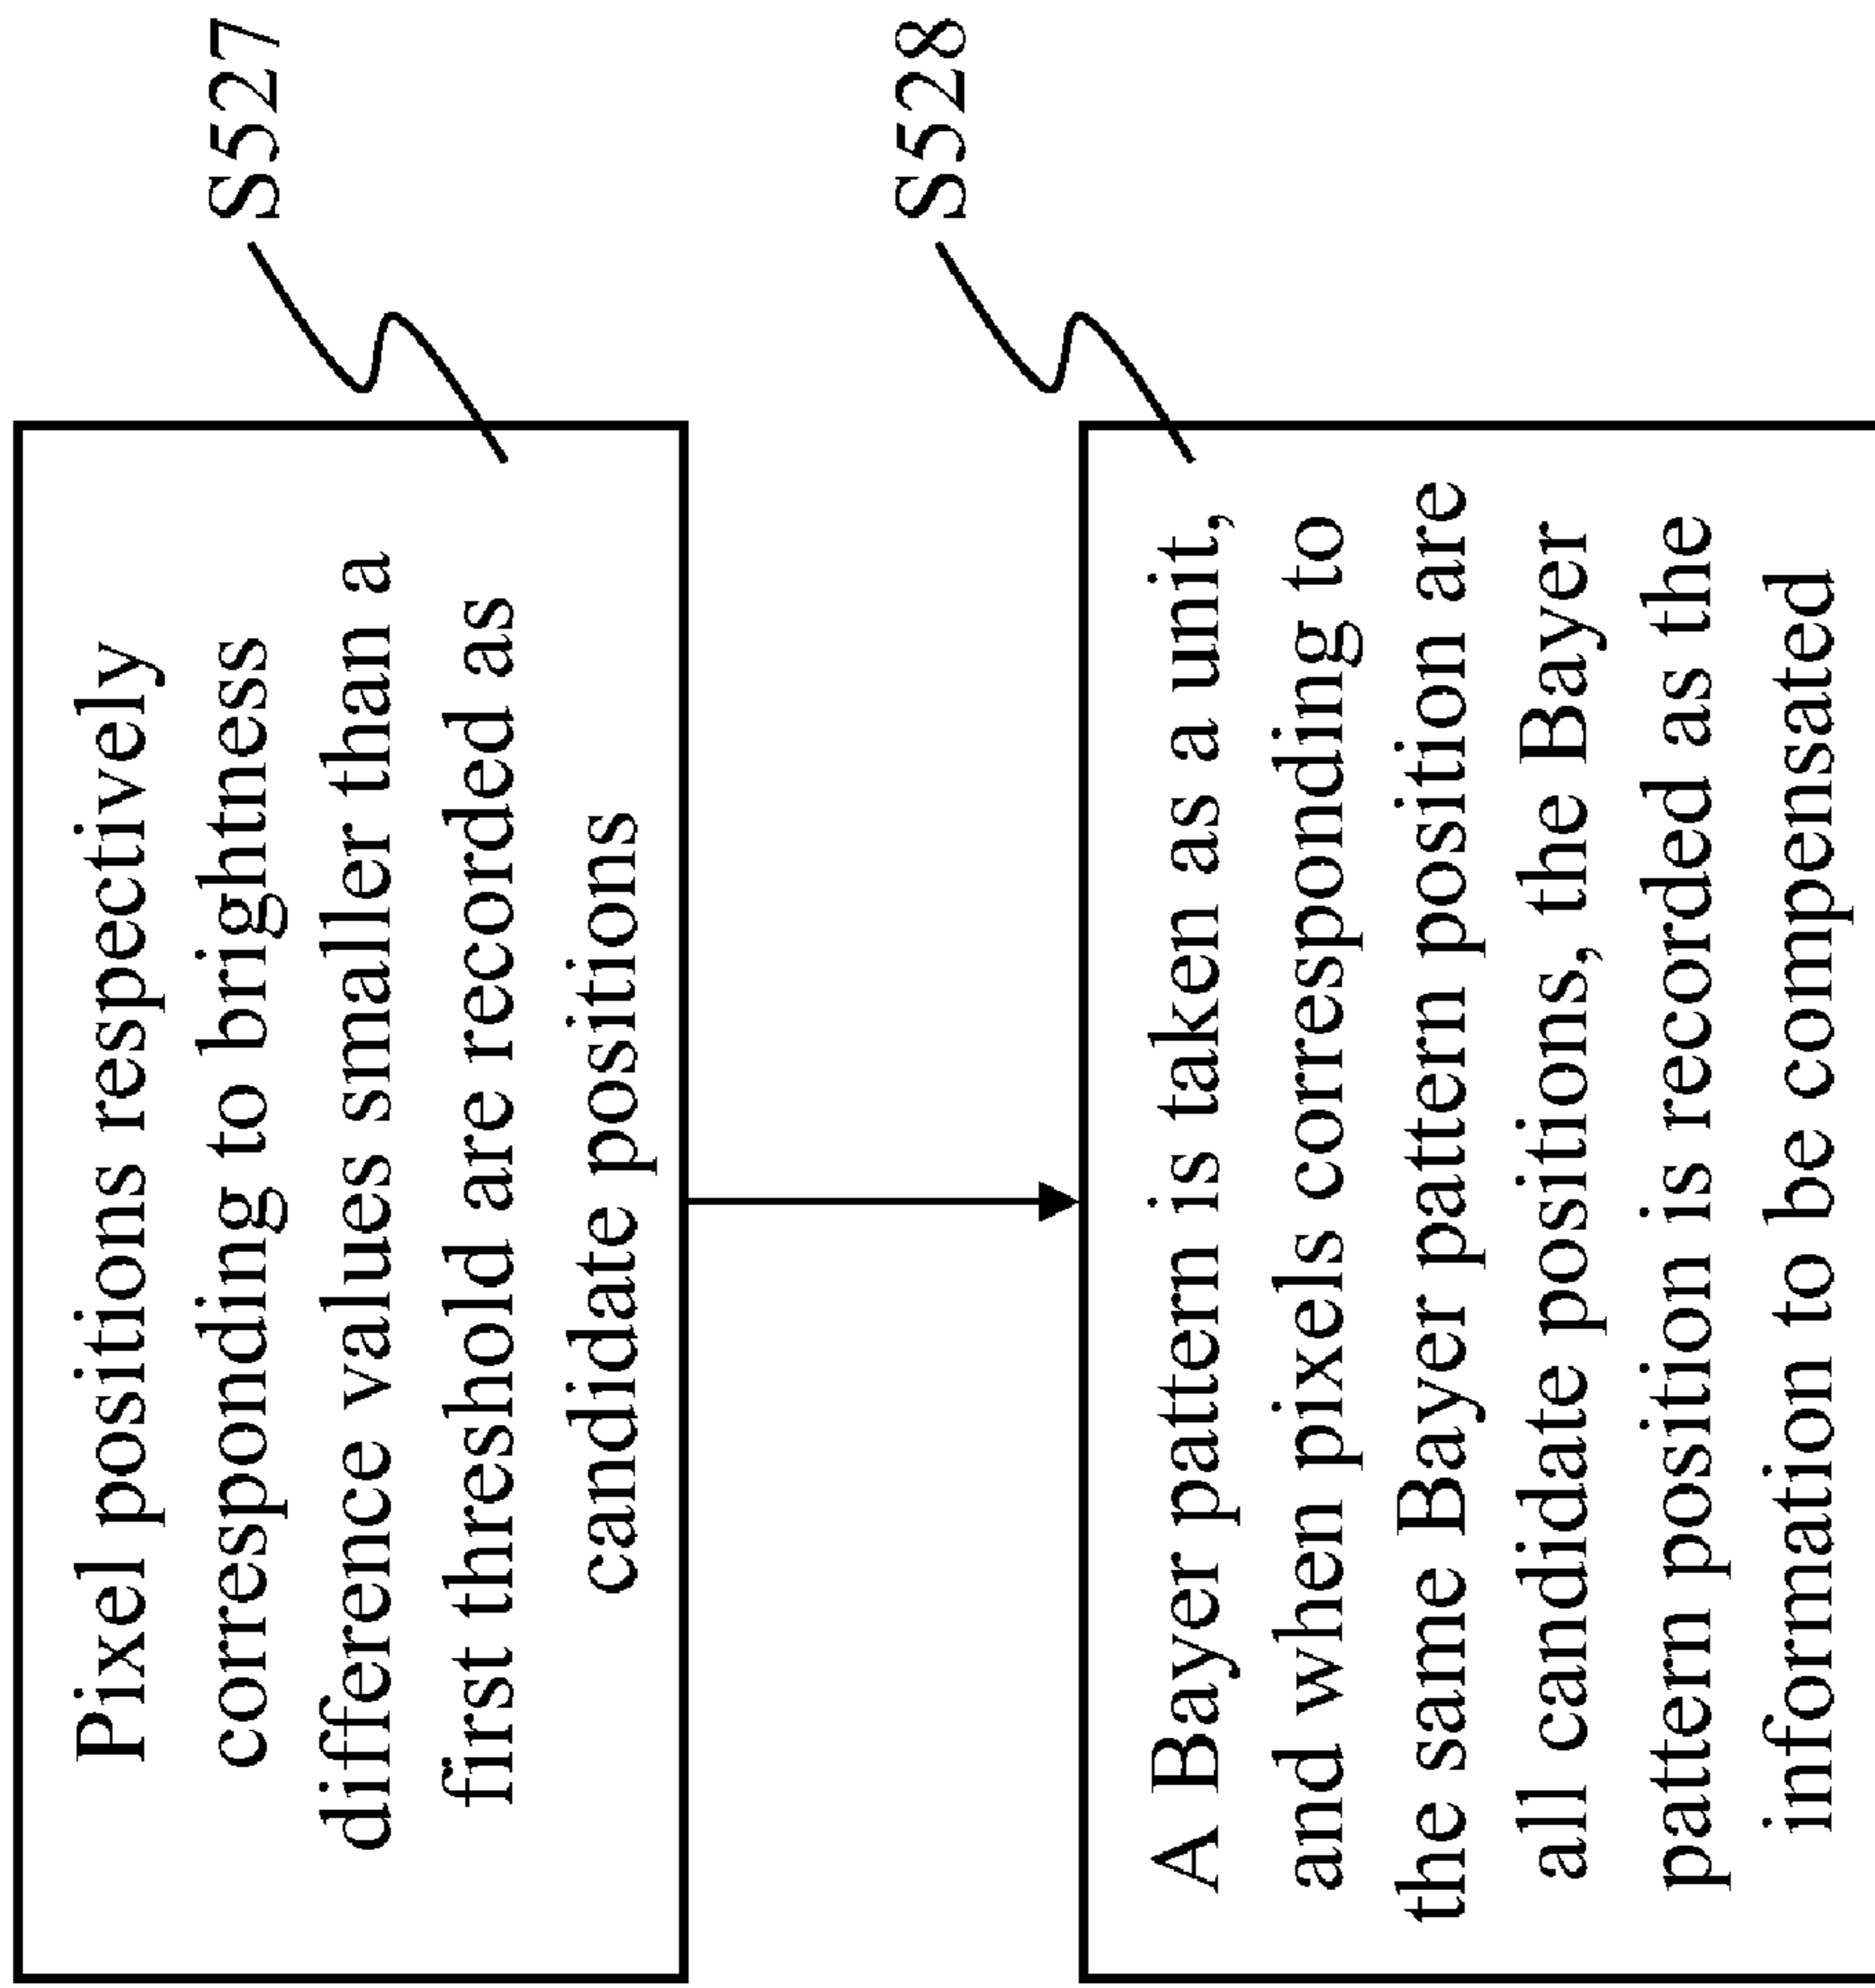 Pixel positions respectively
corresponding to brightness
difference values smaller than a
first threshold are recorded as
candidate positions
S527
A Bayer pattern is taken as a unit,
and when pixels corresponding to
the same Bayer pattern position are
all candidate positions, the Bayer
pattern position is recorded as the
information to be compensated
S528